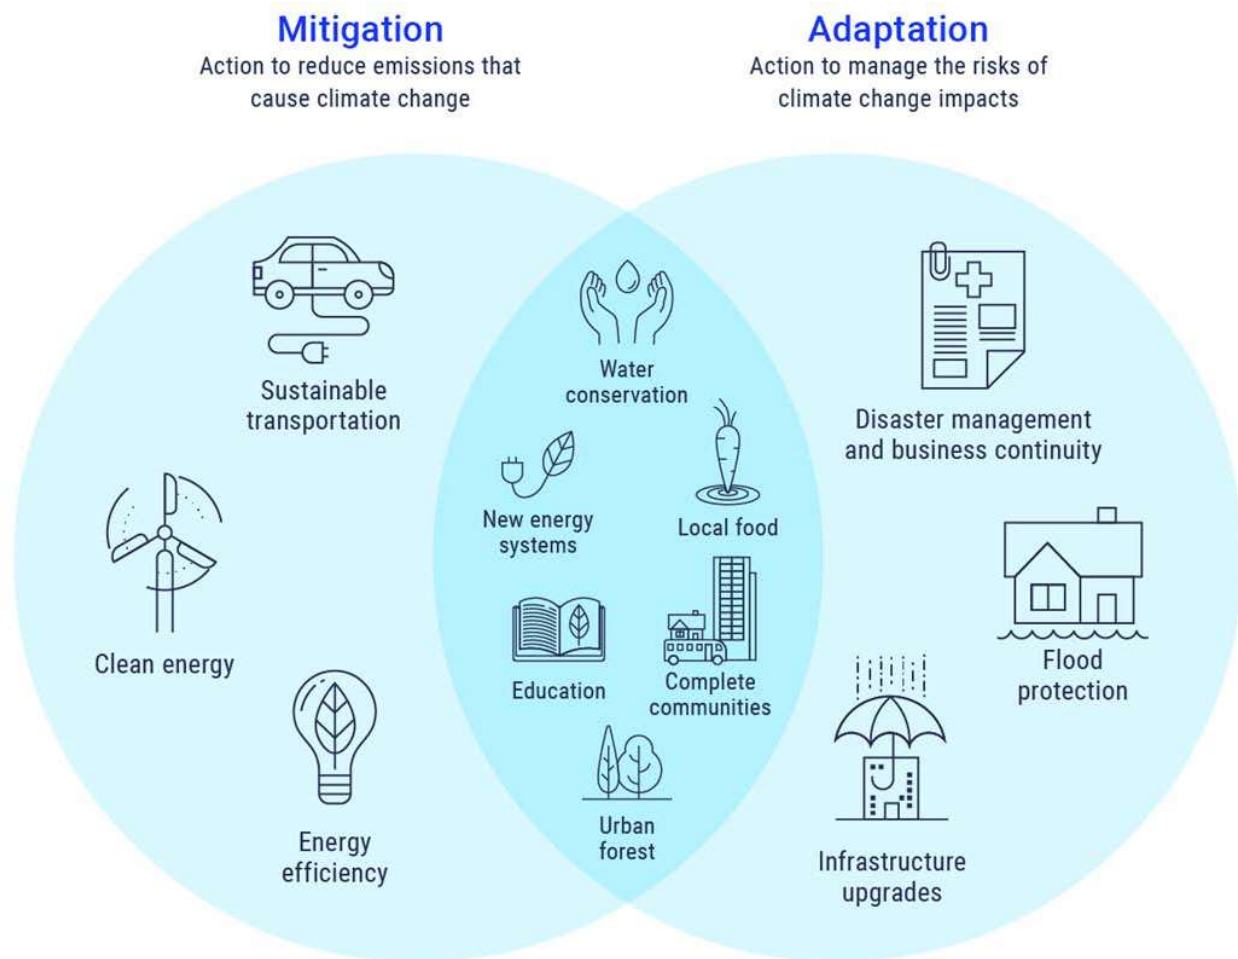 Mitigation
Action to reduce emissions that
cause climate change
Adaptation
Action to manage the risks of
climate change impacts
Sustainable
transportation
Clean energy
Energy
efficiency
Water
conservation
New energy
systems
Local food
Education
Complete
communities
Urban
forest
Disaster management
and business continuity
Flood
protection
Infrastructure
upgrades